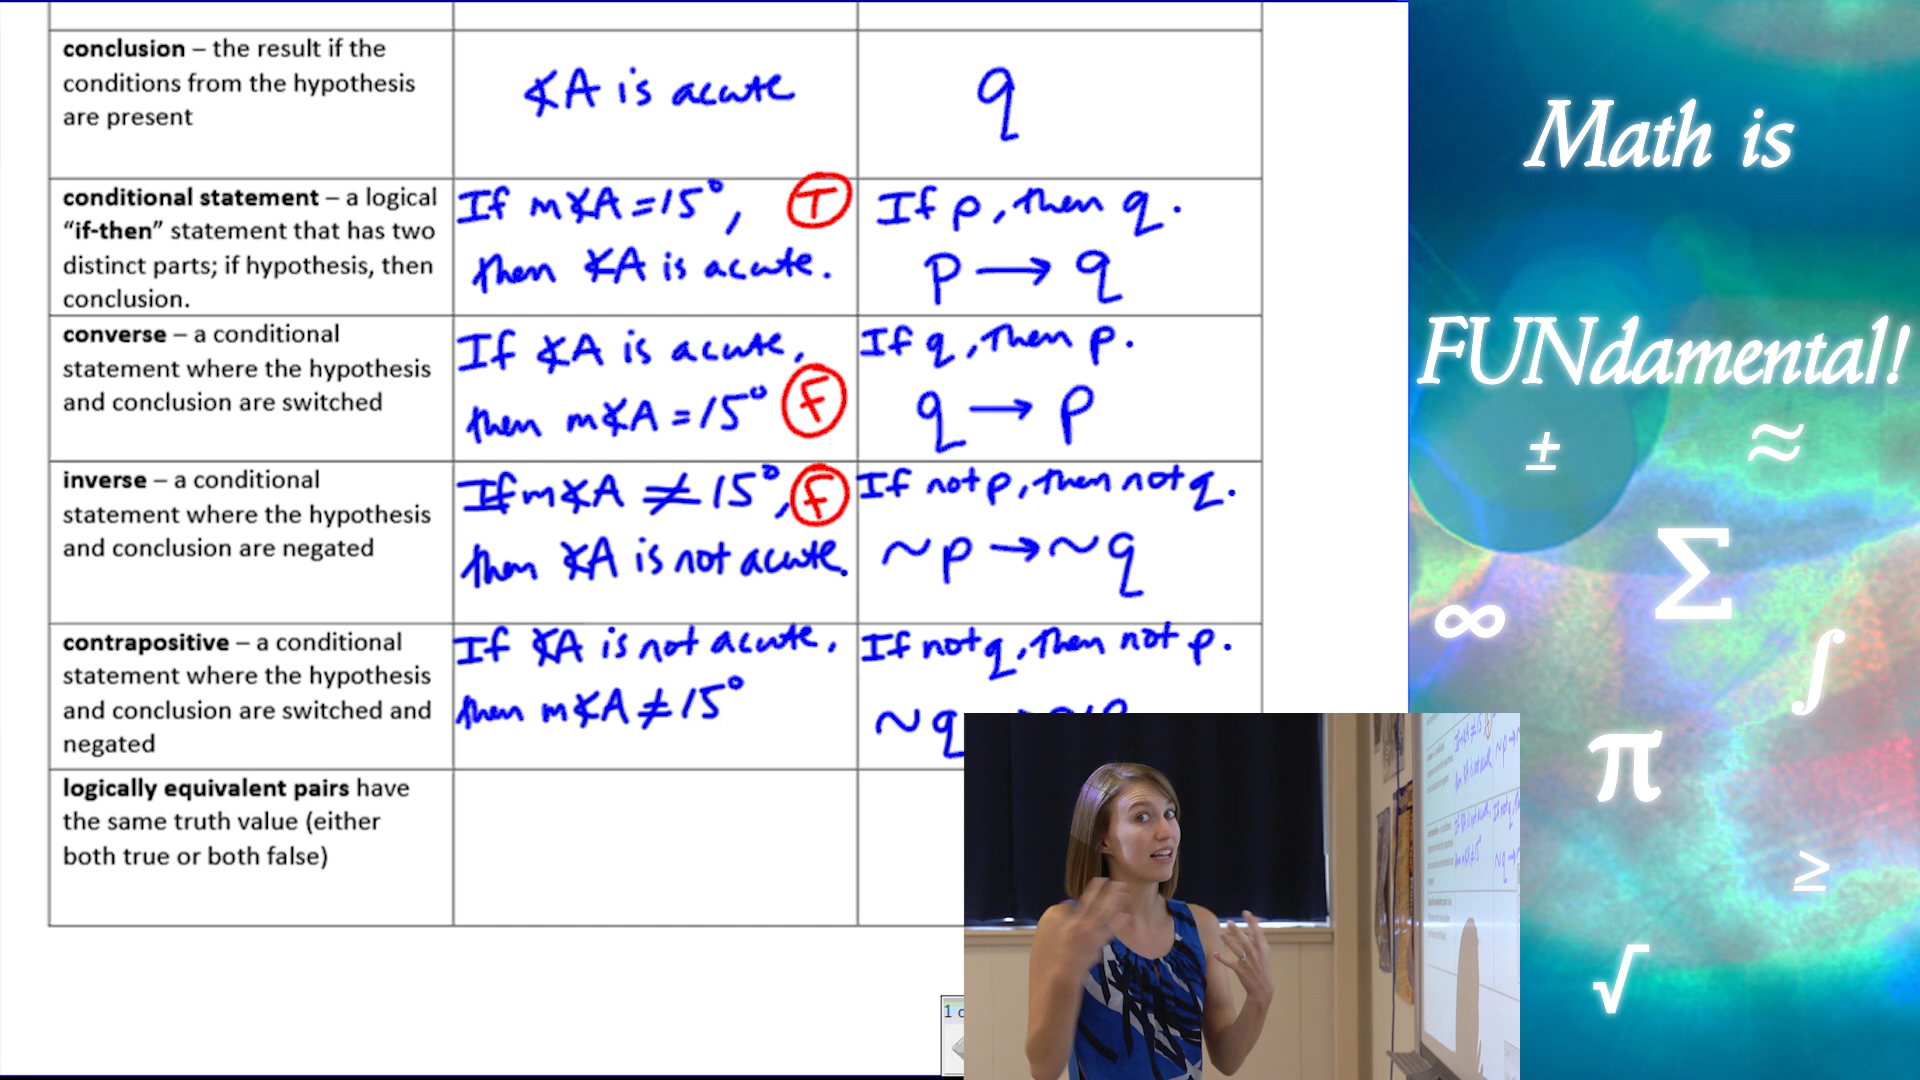 conclusion – the result if the
conditions from the hypothesis
are present
∡A is acute
q
conditional statement – a logical
“if-then” statement that has two
distinct parts; if hypothesis, then
conclusion.
If m∡A = 15°,
then ∡A is acute.
T
If p, then q.
p → q
converse – a conditional
statement where the hypothesis
and conclusion are switched
If ∡A is acute,
then m∡A = 15°
F
If q, then p.
q → p
inverse – a conditional
statement where the hypothesis
and conclusion are negated
If m∡A ≠ 15°,
then ∡A is not acute.
F
If not p, then not q.
~p → ~q
contrapositive – a conditional
statement where the hypothesis
and conclusion are switched and
negated
If ∡A is not acute,
then m∡A ≠ 15°
If not q, then not p.
~q
logically equivalent pairs have
the same truth value (either
both true or both false)
Math is
FUNdamental!
± ≈
Σ
∞
∫
π
≥
√